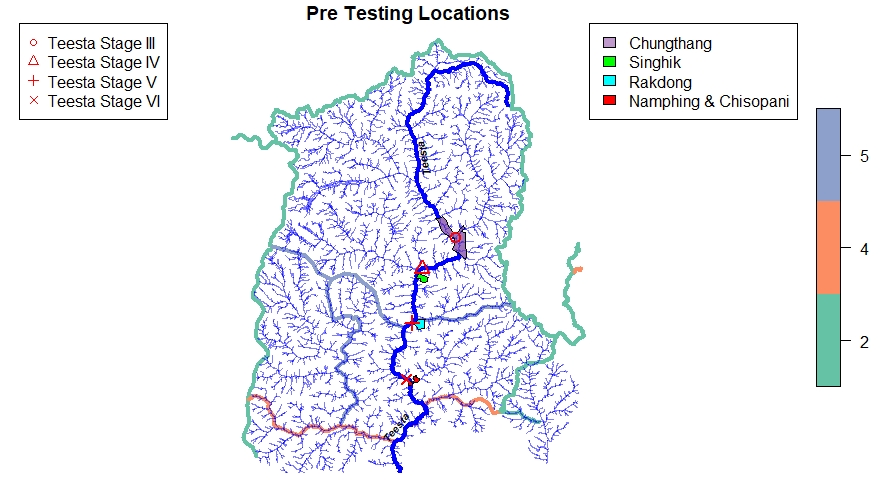 Pre Testing Locations
Teesta Stage III
Teesta Stage IV
Teesta Stage V
Teesta Stage VI
Chungthang
Singhik
Rakdong
Namphing & Chisopani
5
4
2
Teesta
Teesta